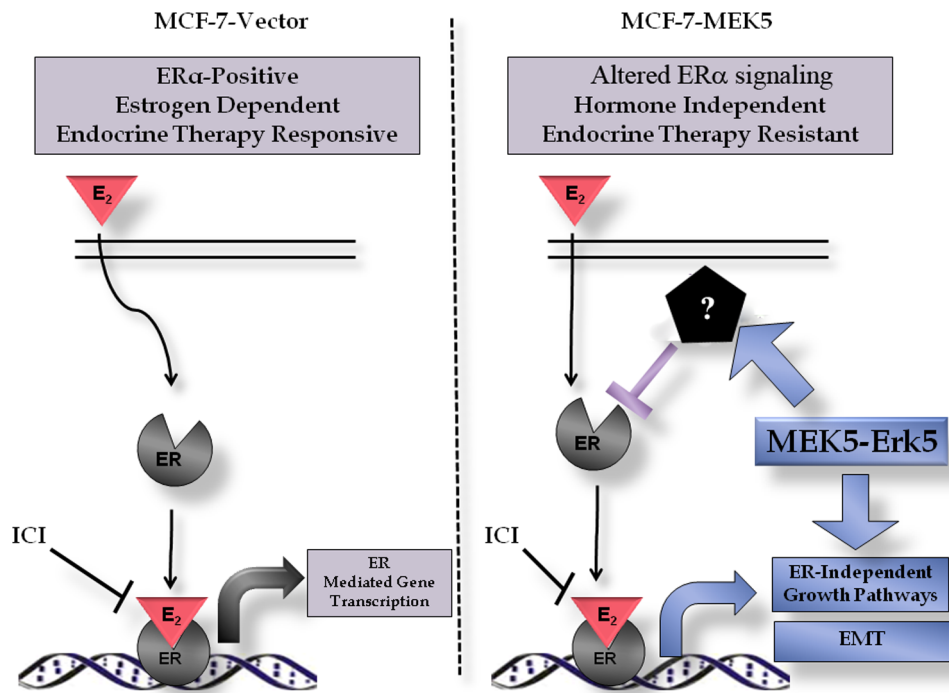 MCF-7-Vector
ERα-Positive
Estrogen Dependent
Endocrine Therapy Responsive
E2
ER
ICI
E2
ER
ER
Mediated Gene
Transcription
MCF-7-MEK5
Altered ERα signaling
Hormone Independent
Endocrine Therapy Resistant
E2
?
ER
MEK5-Erk5
ICI
E2
ER
ER-Independent
Growth Pathways
EMT